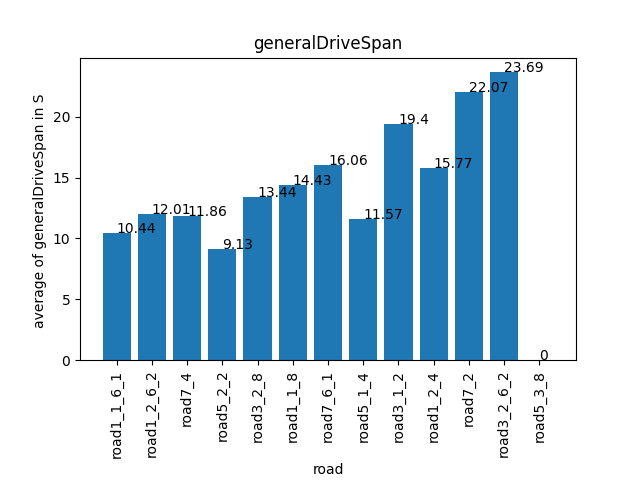 generalDriveSpan
average of generalDriveSpan in S
20
15
10
5
0
10.44
12.01
11.86
9.13
13.44
14.43
16.06
11.57
19.4
15.77
22.07
23.69
0
road1_1_6_1
road1_2_6_2
road7_4
road5_2_2
road3_2_8
road1_1_8
road7_6_1
road5_1_4
road3_1_2
road1_2_4
road7_2
road3_2_6_2
road5_3_8
road